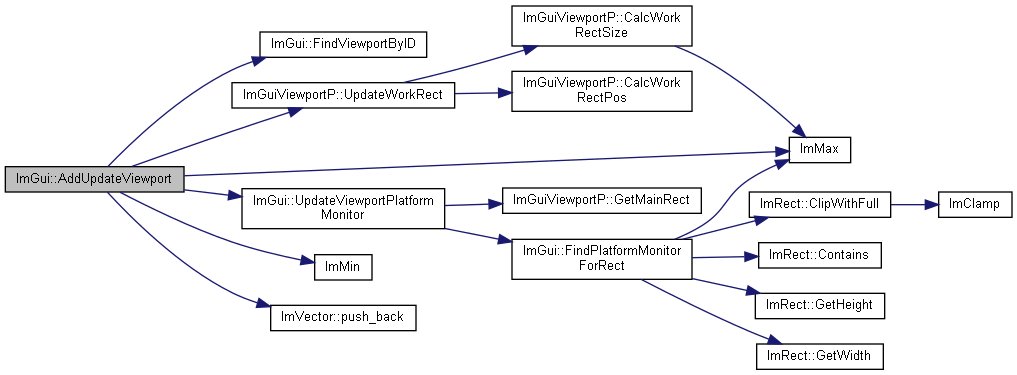 ImGui::AddUpdateViewport
ImGui::FindViewportByID
ImGuiViewportP::UpdateWorkRect
ImGuiViewportP::CalcWork
RectSize
ImGuiViewportP::CalcWork
RectPos
ImMax
ImGui::UpdateViewportPlatform
Monitor
ImGuiViewportP::GetMainRect
ImGui::FindPlatformMonitor
ForRect
ImRect::ClipWithFull
ImClamp
ImRect::Contains
ImRect::GetHeight
ImRect::GetWidth
ImMin
ImVector::push_back